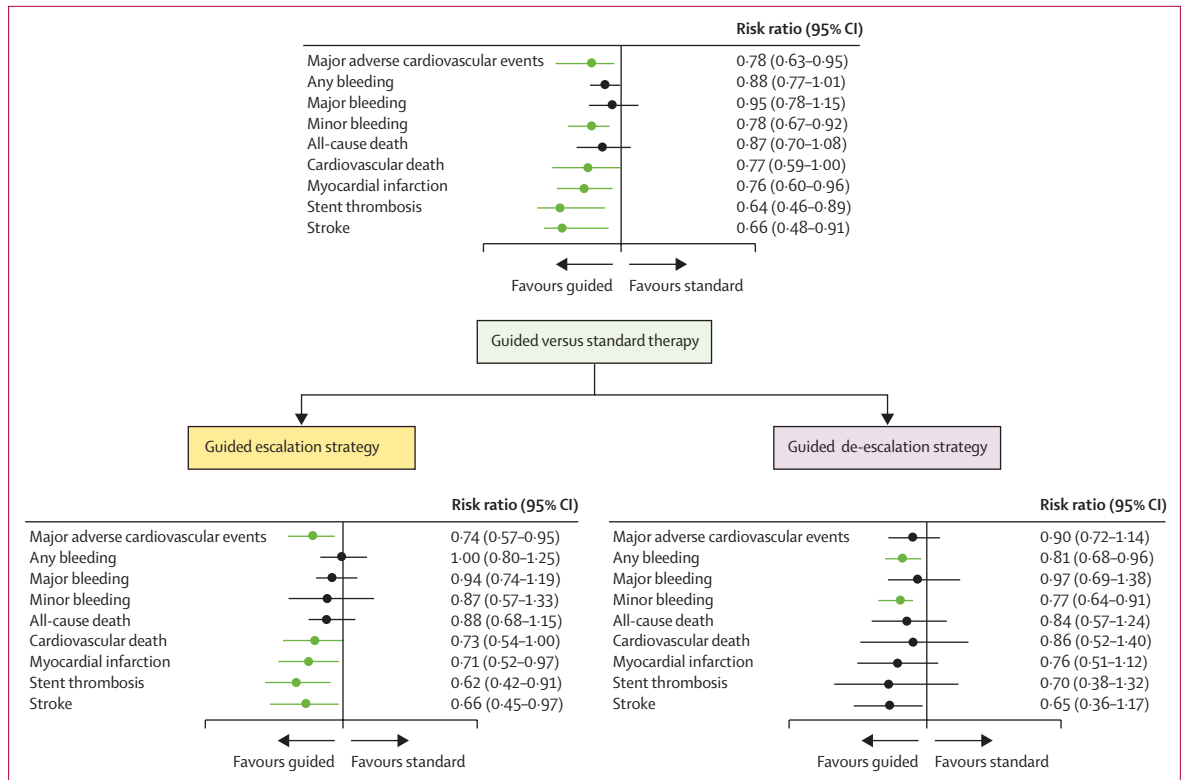 Risk ratio (95% CI)
Major adverse cardiovascular events 0·78 (0·63–0·95)
Any bleeding 0·88 (0·77–1·01)
Major bleeding 0·95 (0·78–1·15)
Minor bleeding 0·78 (0·67–0·92)
All-cause death 0·87 (0·70–1·08)
Cardiovascular death 0·77 (0·59–1·00)
Myocardial infarction 0·76 (0·60–0·96)
Stent thrombosis 0·64 (0·46–0·89)
Stroke 0·66 (0·48–0·91)
Favours guided Favours standard
Guided versus standard therapy
Guided escalation strategy
Risk ratio (95% CI)
Major adverse cardiovascular events 0·74 (0·57–0·95)
Any bleeding 1·00 (0·80–1·25)
Major bleeding 0·94 (0·74–1·19)
Minor bleeding 0·87 (0·57–1·33)
All-cause death 0·88 (0·68–1·15)
Cardiovascular death 0·73 (0·54–1·00)
Myocardial infarction 0·71 (0·52–0·97)
Stent thrombosis 0·62 (0·42–0·91)
Stroke 0·66 (0·45–0·97)
Favours guided Favours standard
Guided de-escalation strategy
Risk ratio (95% CI)
Major adverse cardiovascular events 0·90 (0·72–1·14)
Any bleeding 0·81 (0·68–0·96)
Major bleeding 0·97 (0·69–1·38)
Minor bleeding 0·77 (0·64–0·91)
All-cause death 0·84 (0·57–1·24)
Cardiovascular death 0·86 (0·52–1·40)
Myocardial infarction 0·76 (0·51–1·12)
Stent thrombosis 0·70 (0·38–1·32)
Stroke 0·65 (0·36–1·17)
Favours guided Favours standard